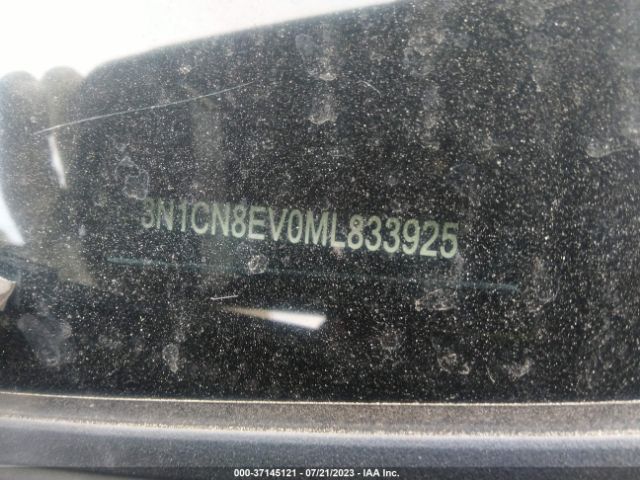 3N1CN8EV0ML833925
000-37145121 - 07/21/2023 - IAA Inc.